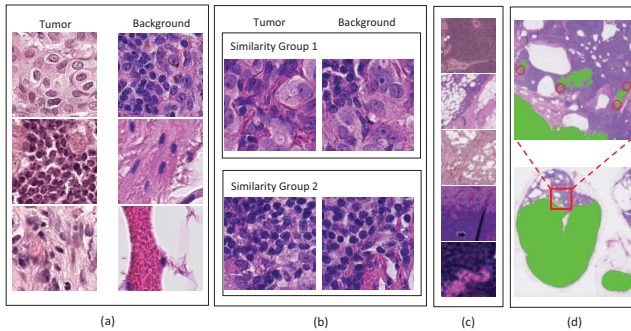 Tumor Background
Tumor Background
Similarity Group 1
Similarity Group 2
(a) (b) (c) (d)